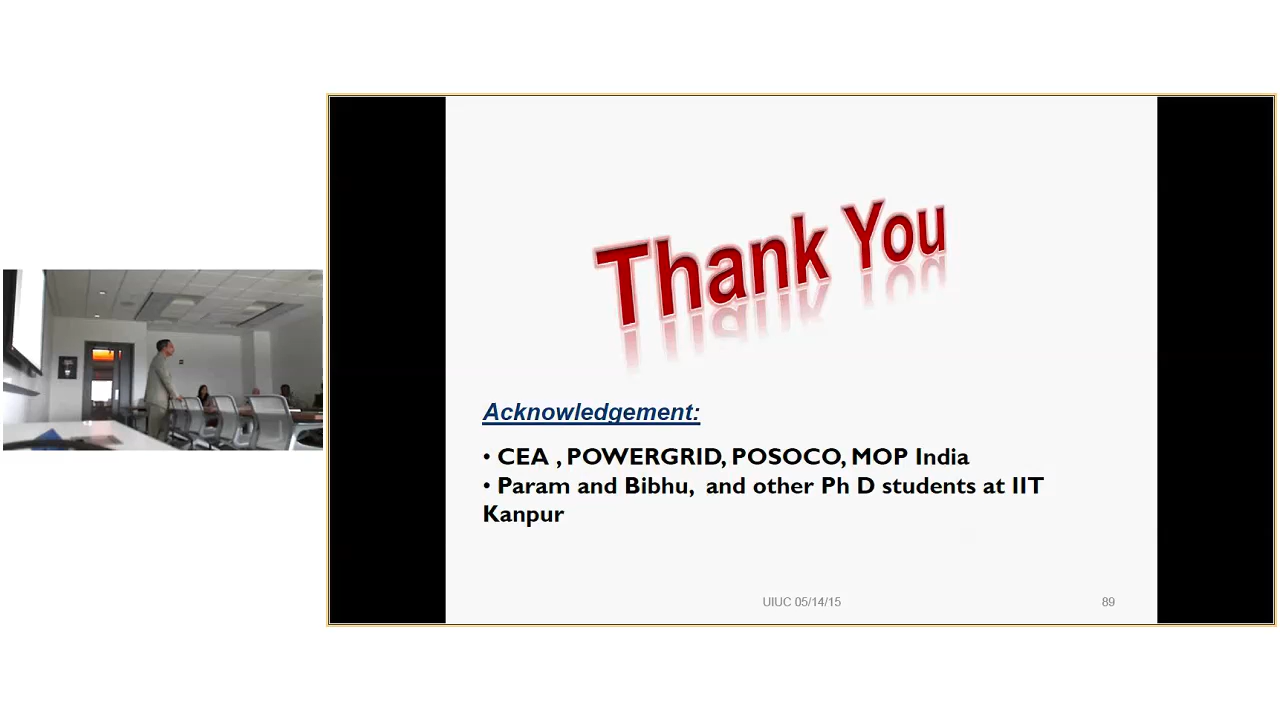 Thank You
Acknowledgement:
• CEA , POWERGRID, POSOCO, MOP India
• Param and Bibhu,  and other Ph D students at IIT
Kanpur
UIUC 05/14/15
89